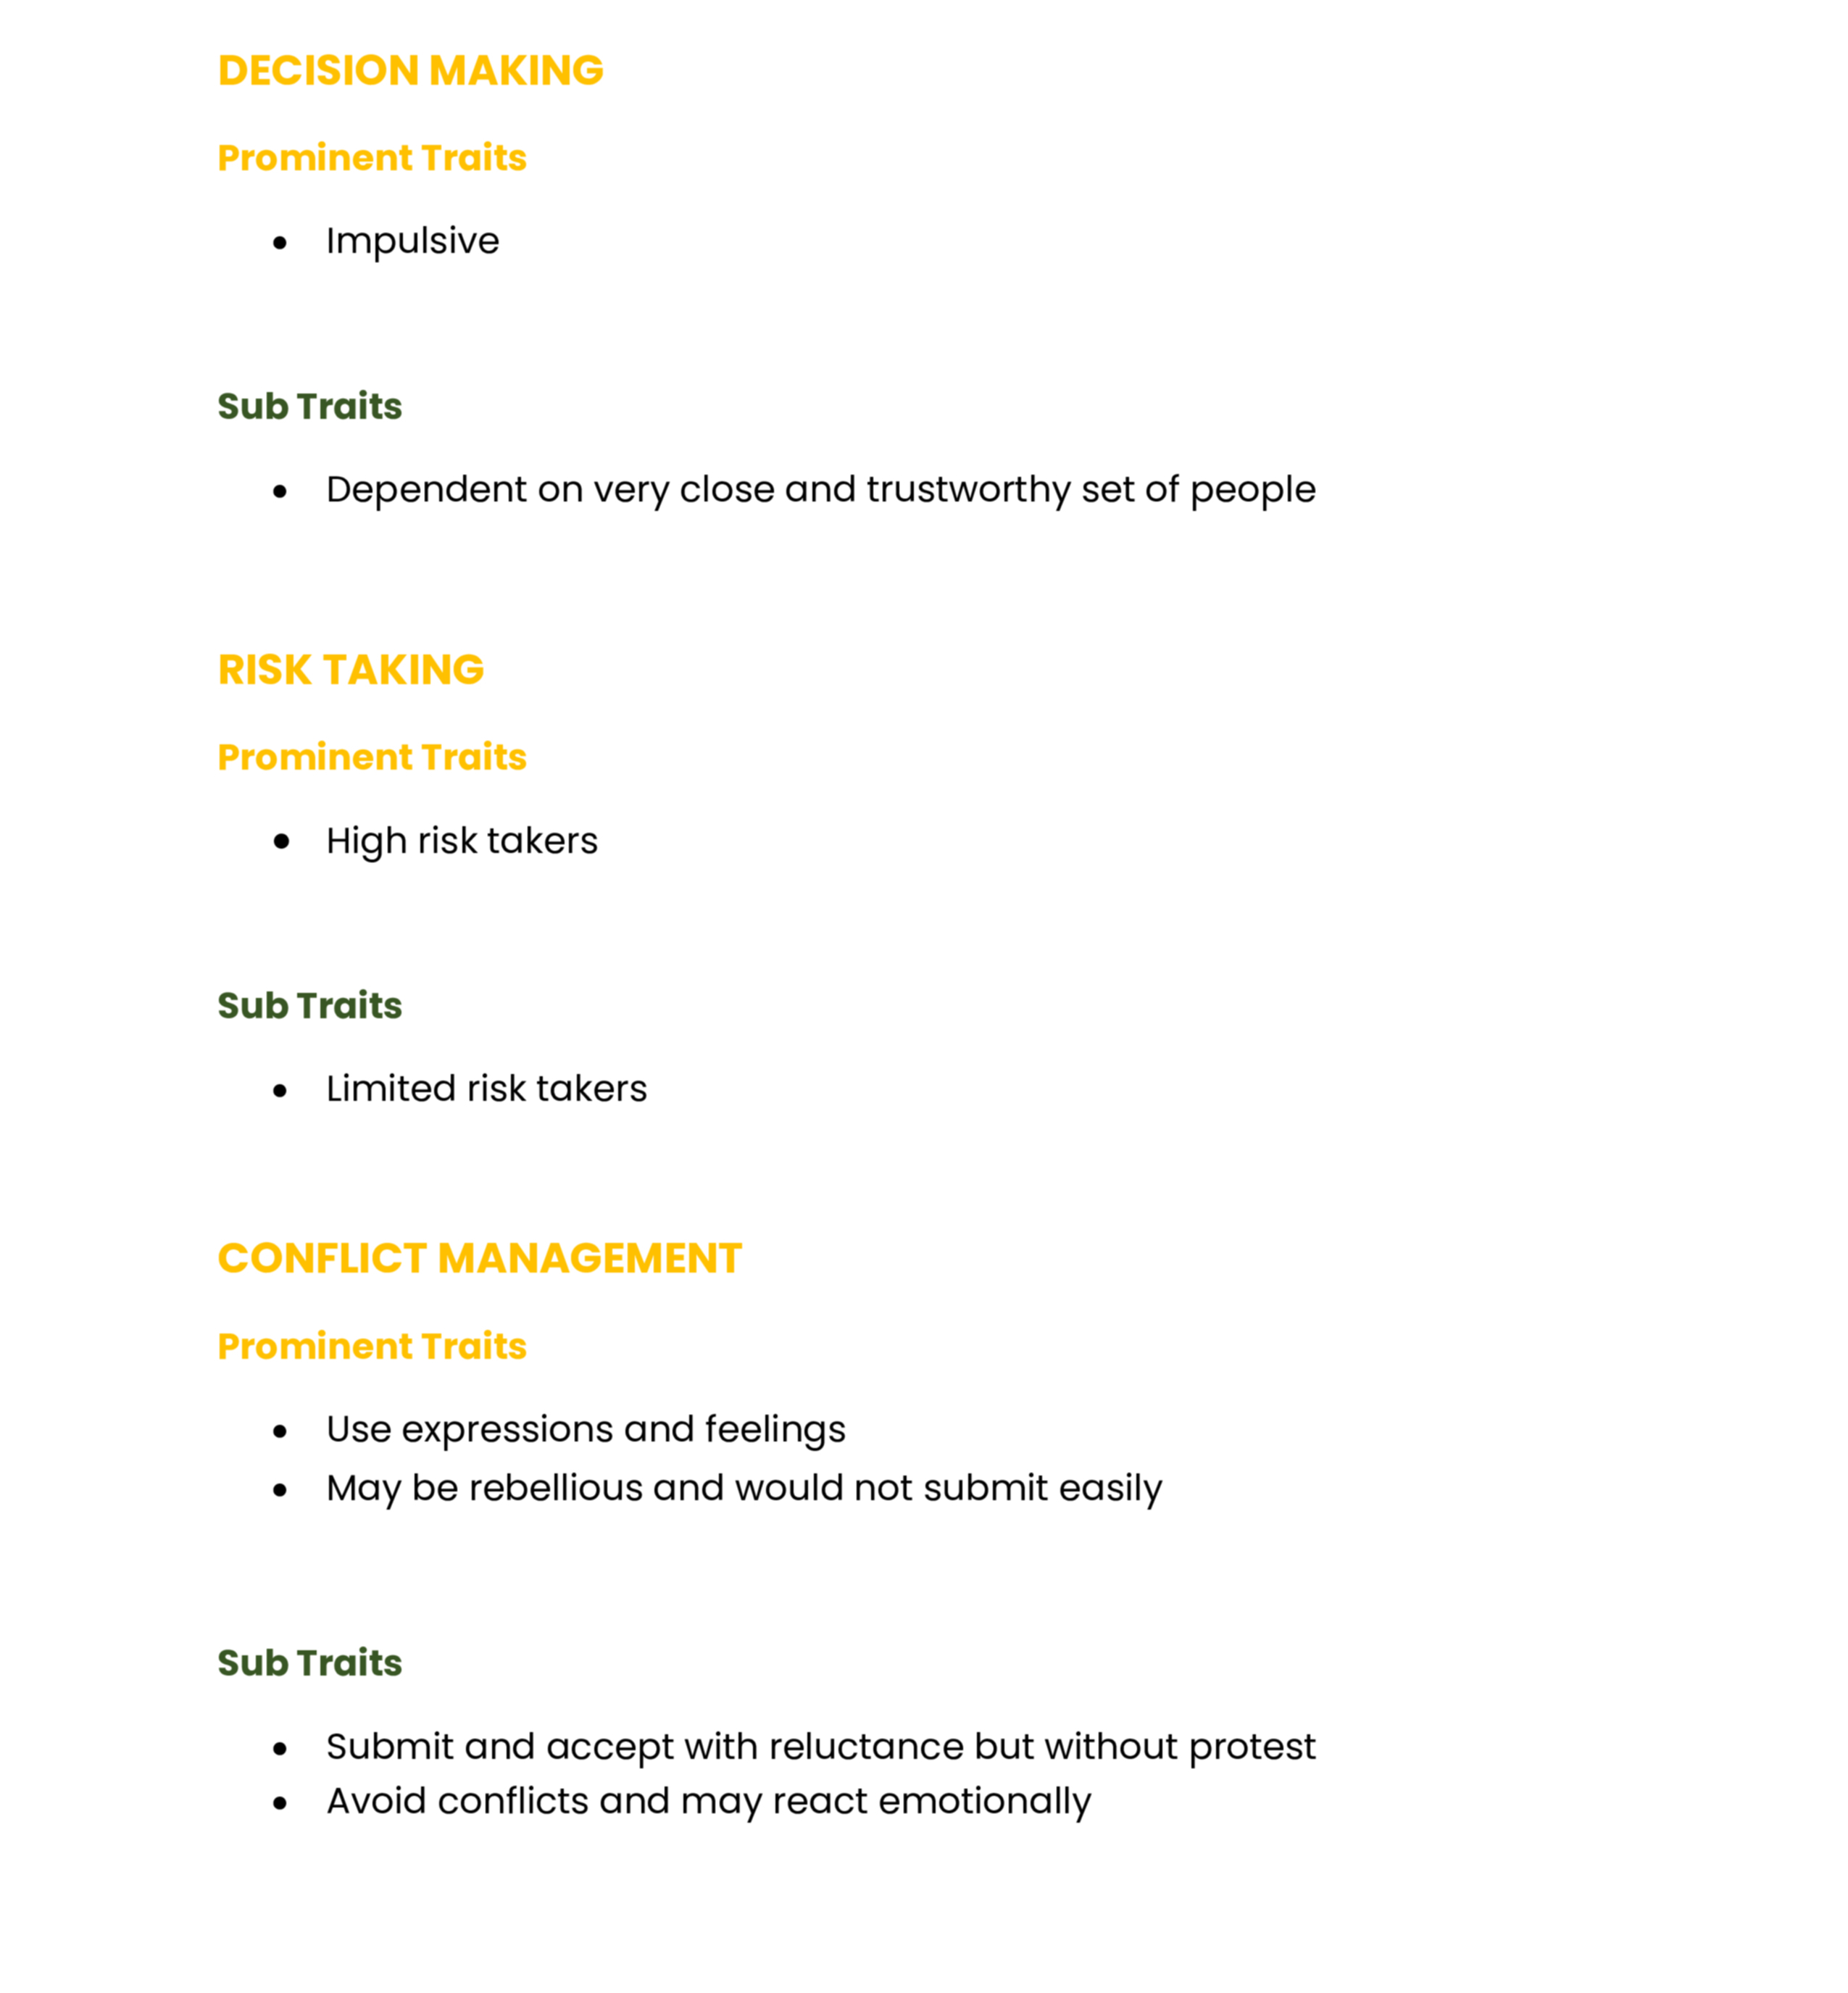 DECISION MAKING
Prominent Traits
● Impulsive
Sub Traits
● Dependent on very close and trustworthy set of people
RISK TAKING
Prominent Traits
● High risk takers
Sub Traits
● Limited risk takers
CONFLICT MANAGEMENT
Prominent Traits
● Use expressions and feelings
● May be rebellious and would not submit easily
Sub Traits
● Submit and accept with reluctance but without protest
● Avoid conflicts and may react emotionally